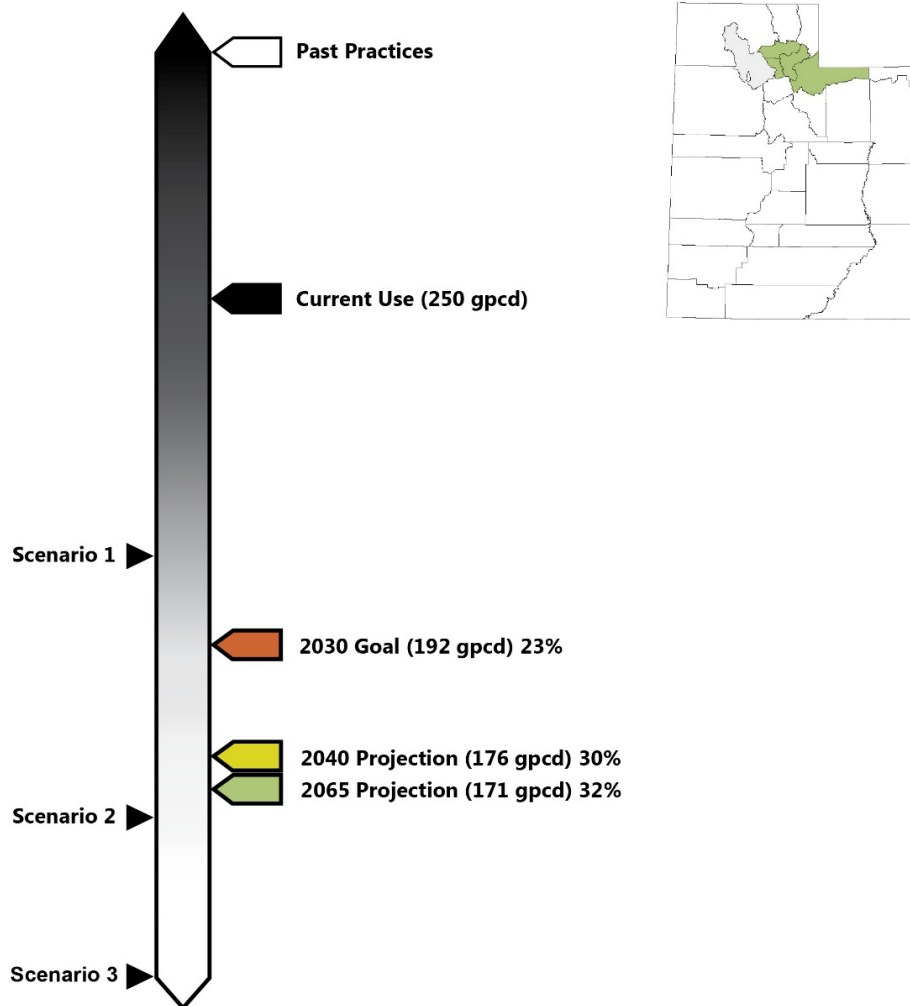 Past Practices
Current Use (250 gpcd)
Scenario 1
2030 Goal (192 gpcd) 23%
2040 Projection (176 gpcd) 30%
2065 Projection (171 gpcd) 32%
Scenario 2
Scenario 3